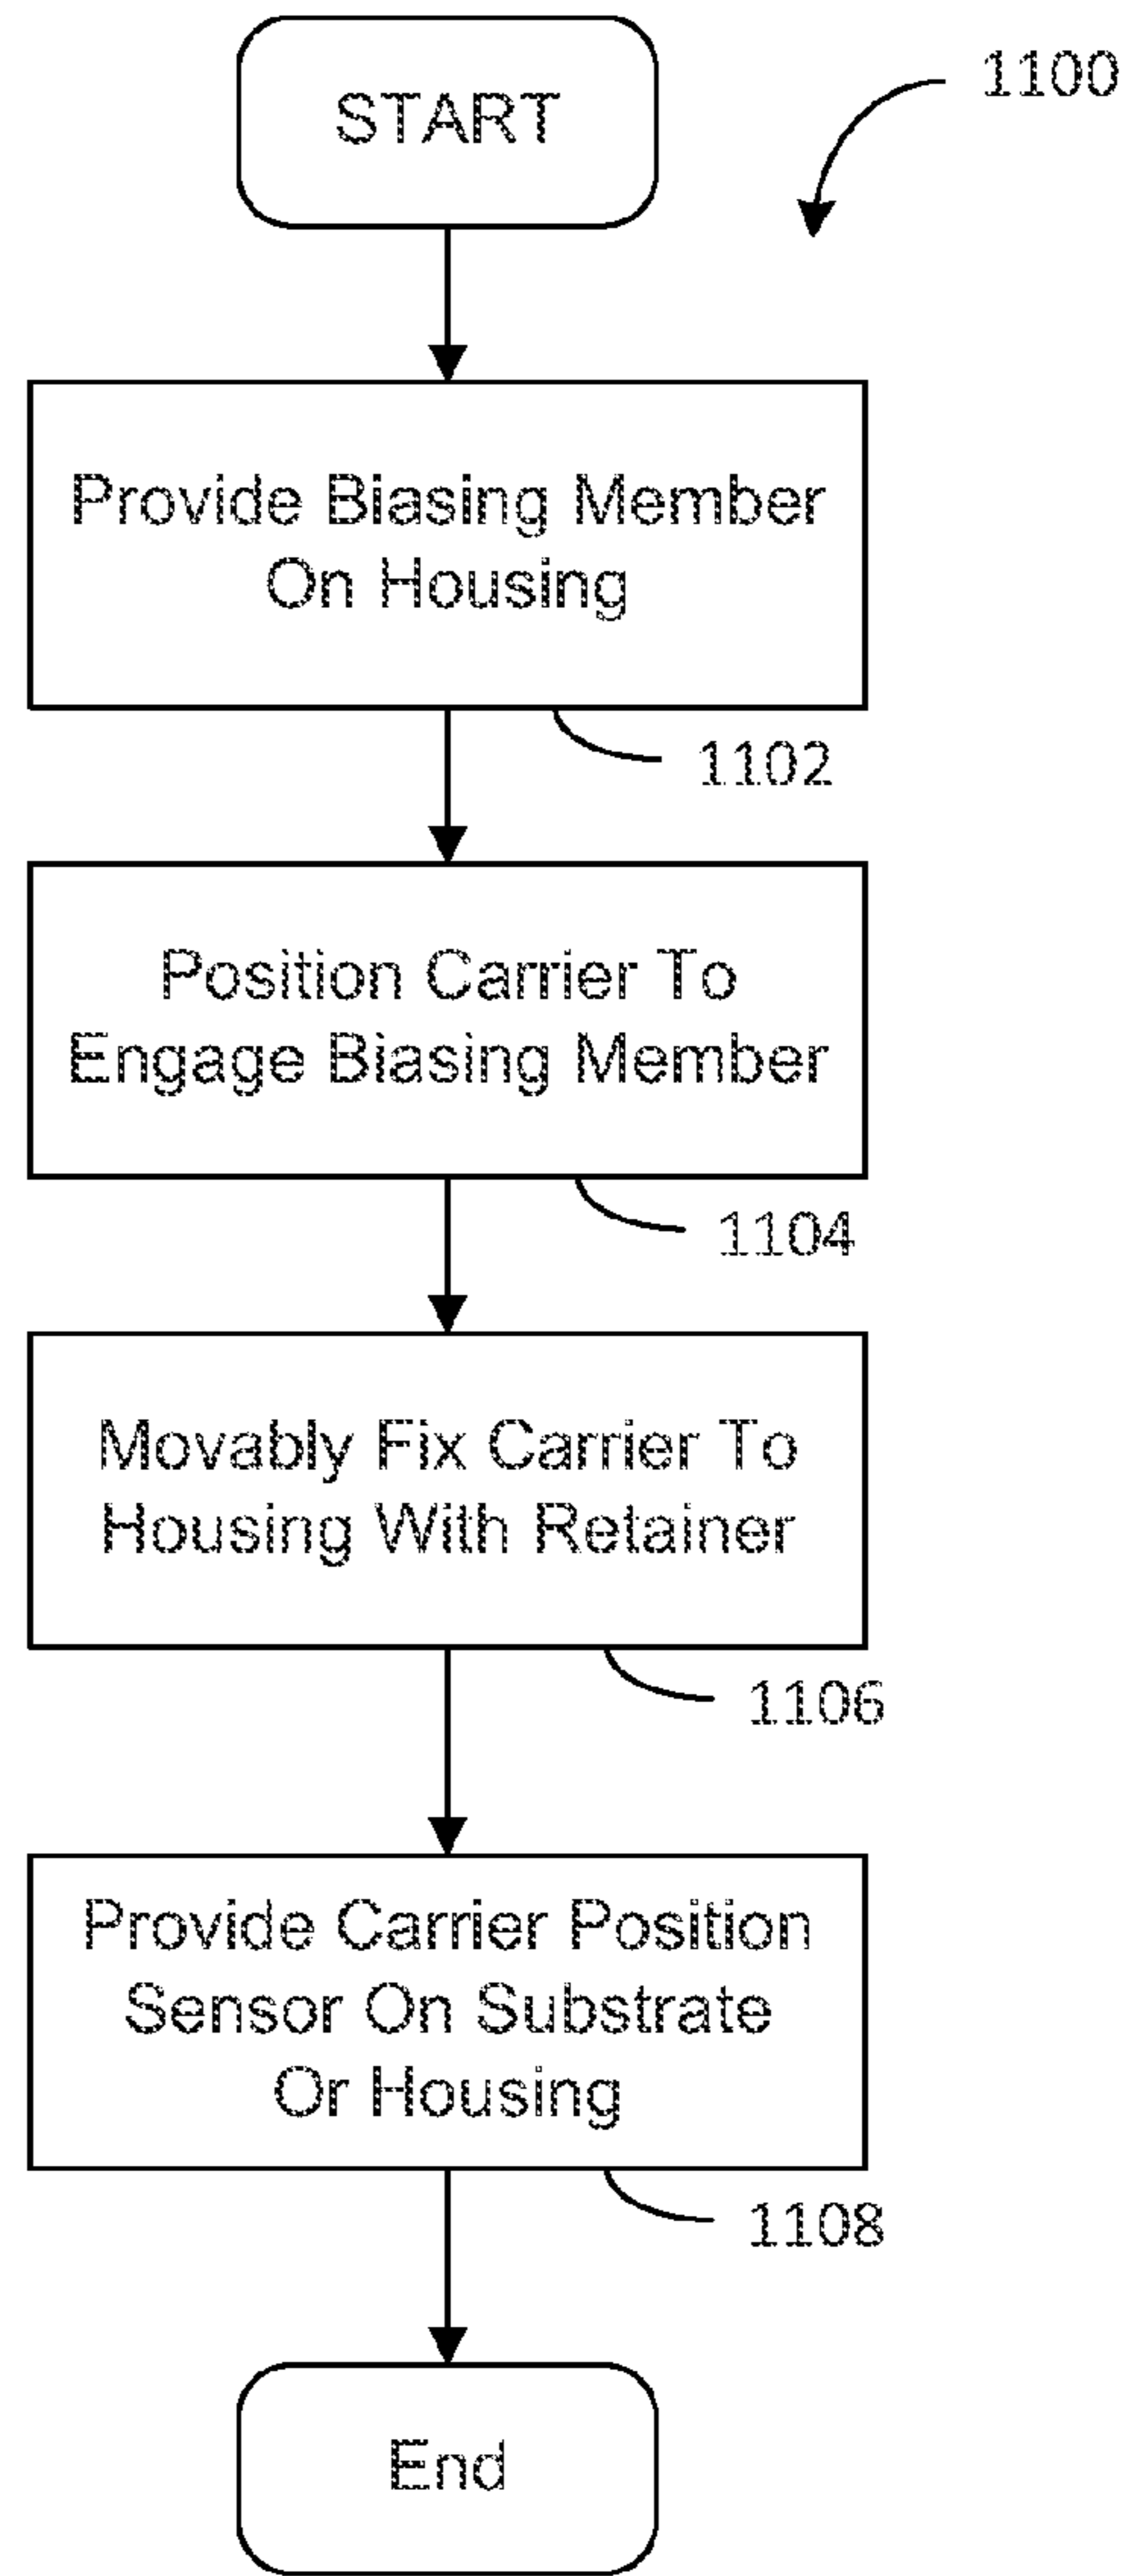 START
1100
Provide Biasing Member
On Housing
1102
Position Carrier To
Engage Biasing Member
1104
Movably Fix Carrier To
Housing With Retainer
1106
Provide Carrier Position
Sensor On Substrate
Or Housing
1108
End